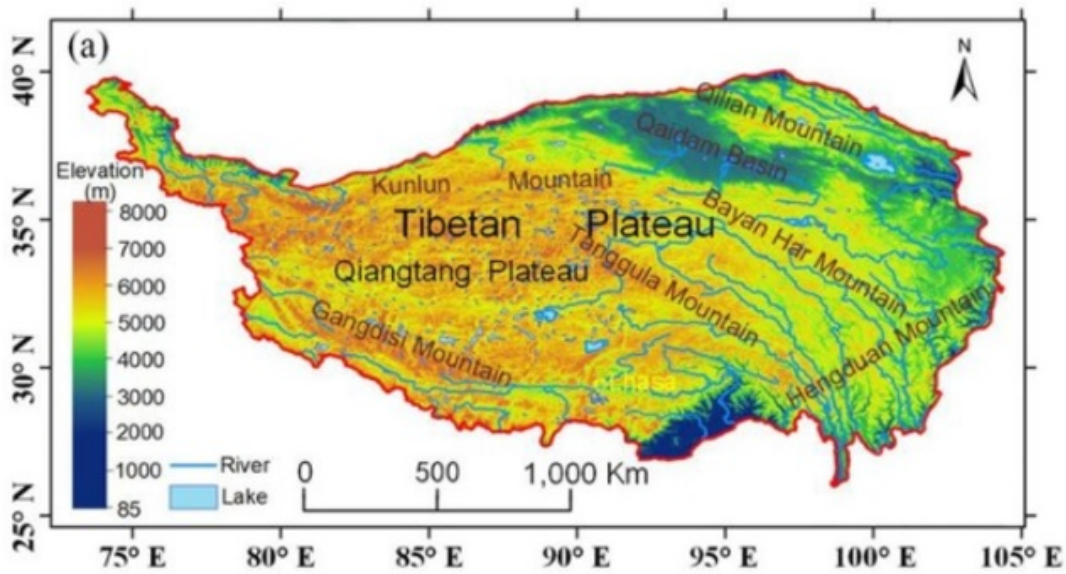 (a)
N
40° N
35° N
30° N
25° N
Qilian Mountain
Qaidam Basin
Kunlun Mountain
Tibetan Plateau
Bayan Har Mountain
Qiangtang Plateau
Tanggula Mountain
Gangdisi Mountain
Hengduan Mountain
Elevation
(m)
8000
7000
6000
5000
4000
3000
2000
1000
85
River
Lake
0 500 1,000 Km
75° E 80° E 85° E 90° E 95° E 100° E 105° E